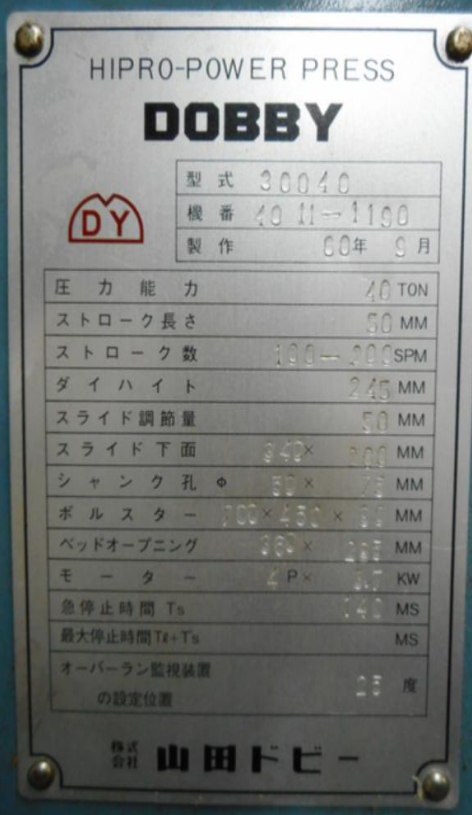 HIPRO-POWER PRESS
DOBBY
DY
型式 30040
機番 40 11-1190
製作 60年 9月
圧力能力 40 TON
ストローク長さ 50 MM
ストローク数 SPM
ダイハイト 245 MM
スライド調節量 50 MM
スライド下面 340× MM
シャンク孔 Φ × MM
ボルスター × 450 × MM
ベッドオープニング × MM
モーター 4 P× KW
急停止時間 Ts 140 MS
最大停止時間 Tℓ+Ts MS
オーバーラン監視装置
の設定位置 25 度
株式会社 山田ドビー